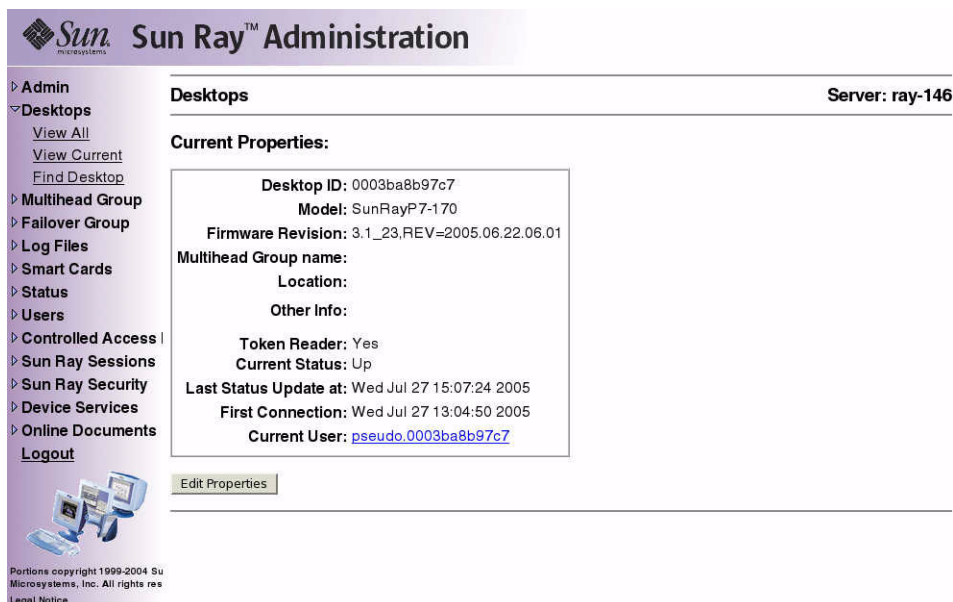 Sun microsystems Sun Ray™ Administration
Admin
Desktops
View All
View Current
Find Desktop
Multihead Group
Failover Group
Log Files
Smart Cards
Status
Users
Controlled Access
Sun Ray Sessions
Sun Ray Security
Device Services
Online Documents
Logout
Portions copyright 1999-2004 Su
Microsystems, Inc. All rights res
Legal Notice
Desktops Server: ray-146
Current Properties:
Desktop ID: 0003ba8b97c7
Model: SunRayP7-170
Firmware Revision: 3.1_23,REV=2005.06.22.06.01
Multihead Group name:
Location:
Other Info:
Token Reader: Yes
Current Status: Up
Last Status Update at: Wed Jul 27 15:07:24 2005
First Connection: Wed Jul 27 13:04:50 2005
Current User: pseudo.0003ba8b97c7
Edit Properties